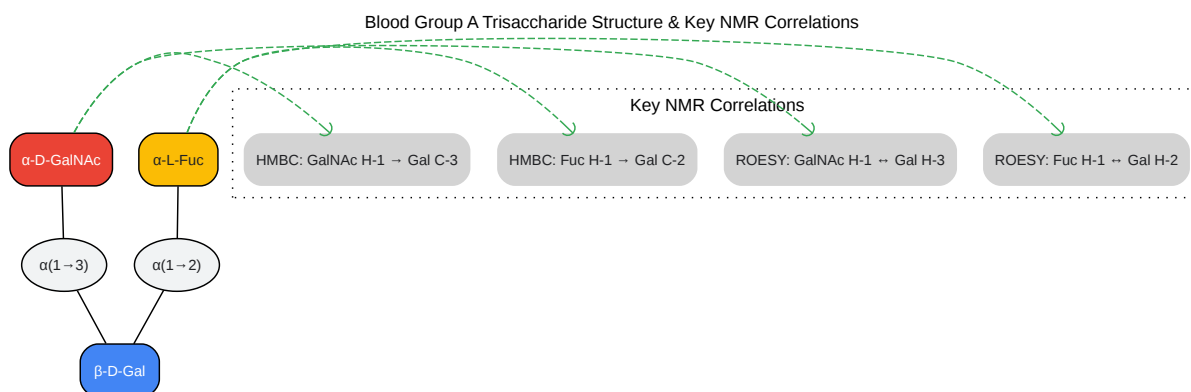 Blood Group A Trisaccharide Structure & Key NMR Correlations
Key NMR Correlations
α-D-GalNAc
α-L-Fuc
HMBC: GalNAc H-1 → Gal C-3
HMBC: Fuc H-1 → Gal C-2
ROESY: GalNAc H-1 ↔ Gal H-3
ROESY: Fuc H-1 ↔ Gal H-2
α(1→3)
α(1→2)
β-D-Gal